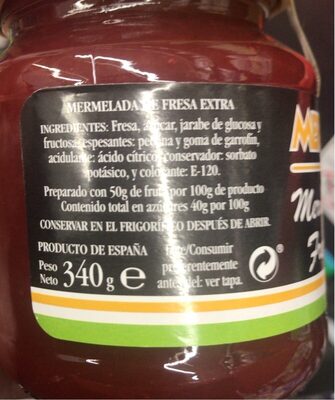 MERMELADA DE FRESA EXTRA
INGREDIENTES: Fresa, azúcar, jarabe de glucosa y
fructosa, espesantes: pectina y goma de garrofín,
acidulante: ácido cítrico, conservador: sorbato
potásico, y colorante: E-120.
Preparado con 50g de fruta por 100g de producto
Contenido total en azúcares 40g por 100g
CONSERVAR EN EL FRIGORÍFICO DESPUÉS DE ABRIR.
PRODUCTO DE ESPAÑA
Peso
Neto 340g e
Lote/Consumir
preferentemente
antes del: ver tapa.